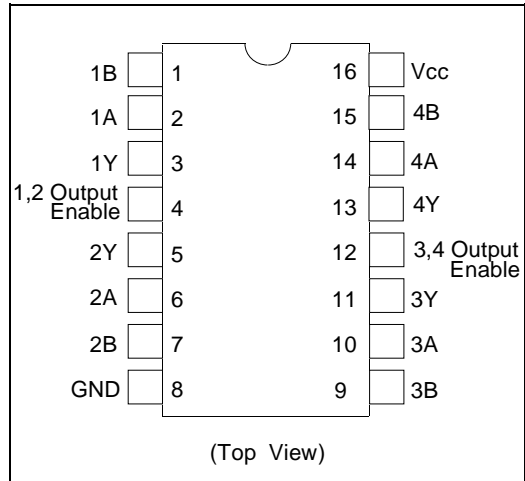 1B 1 16 Vcc
1A 2 15 4B
1Y 3 14 4A
1,2 Output
Enable 4 13 4Y
2Y 5 12 3,4 Output
Enable
2A 6 11 3Y
2B 7 10 3A
GND 8 9 3B
(Top View)